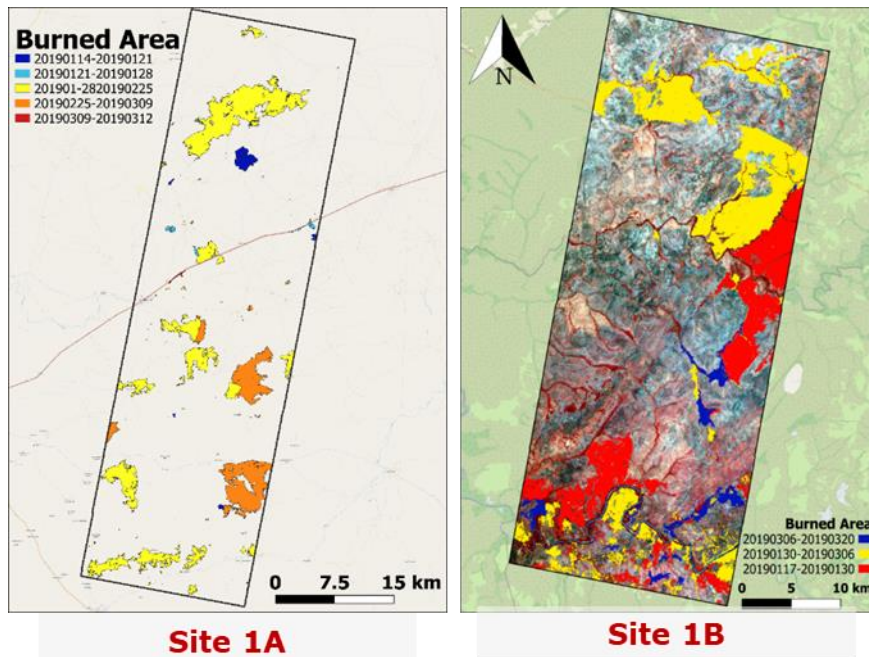 Burned Area
20190114-20190121
20190121-20190128
201901-2820190225
20190225-20190309
20190309-20190312
0 7.5 15 km
Site 1A
N
Burned Area
20190306-20190320
20190130-20190306
20190117-20190130
0 5 10 km
Site 1B